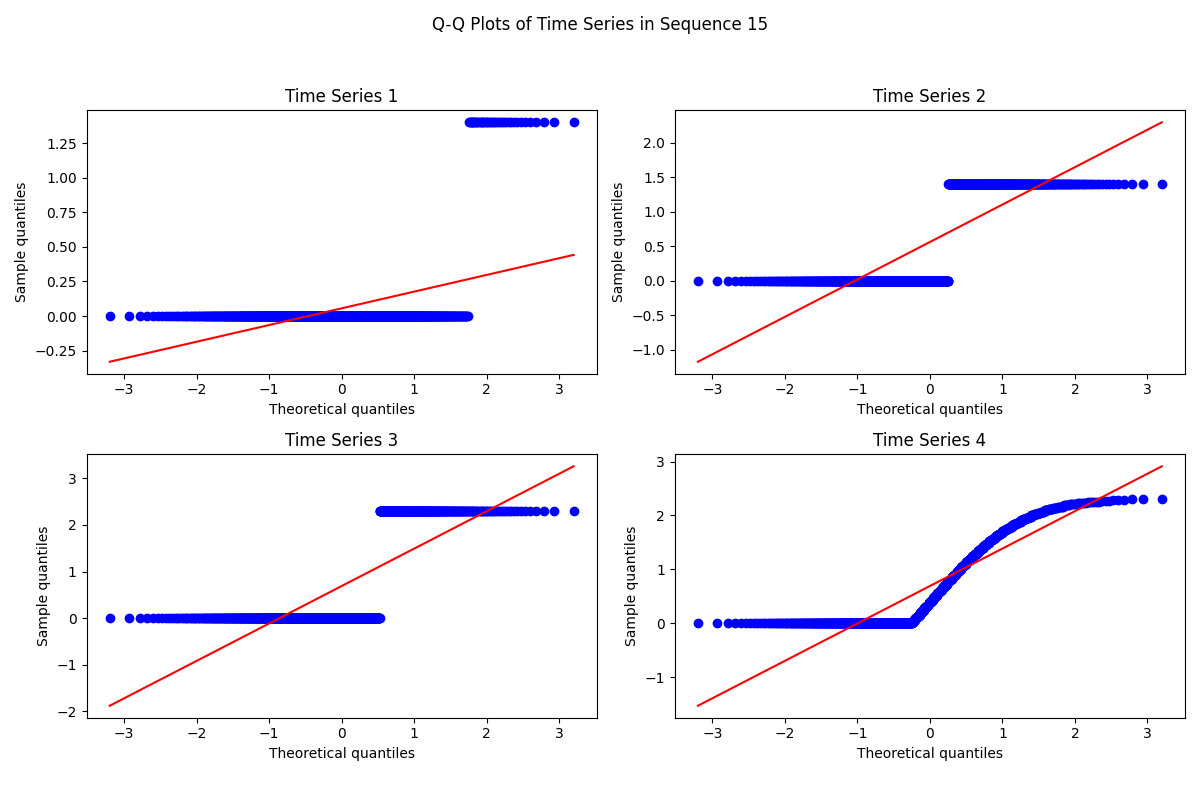 Q-Q Plots of Time Series in Sequence 15
Time Series 1
Sample quantiles
1.25
1.00
0.75
0.50
0.25
0.00
−0.25
−3 −2 −1 0 1 2 3
Theoretical quantiles
Time Series 2
Sample quantiles
2.0
1.5
1.0
0.5
0.0
−0.5
−1.0
−3 −2 −1 0 1 2 3
Theoretical quantiles
Time Series 3
Sample quantiles
3
2
1
0
−1
−2
−3 −2 −1 0 1 2 3
Theoretical quantiles
Time Series 4
Sample quantiles
3
2
1
0
−1
−3 −2 −1 0 1 2 3
Theoretical quantiles